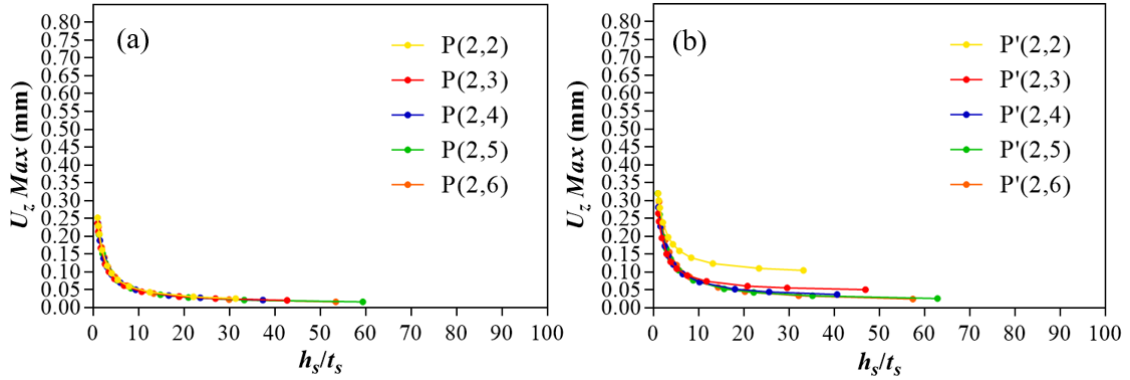 (a)
P(2,2)
P(2,3)
P(2,4)
P(2,5)
P(2,6)
U_z Max (mm)
0.80
0.75
0.70
0.65
0.60
0.55
0.50
0.45
0.40
0.35
0.30
0.25
0.20
0.15
0.10
0.05
0.00
0 10 20 30 40 50 60 70 80 90 100
h_s/t_s
(b)
P'(2,2)
P'(2,3)
P'(2,4)
P'(2,5)
P'(2,6)
U_z Max (mm)
0.80
0.75
0.70
0.65
0.60
0.55
0.50
0.45
0.40
0.35
0.30
0.25
0.20
0.15
0.10
0.05
0.00
0 10 20 30 40 50 60 70 80 90 100
h_s/t_s